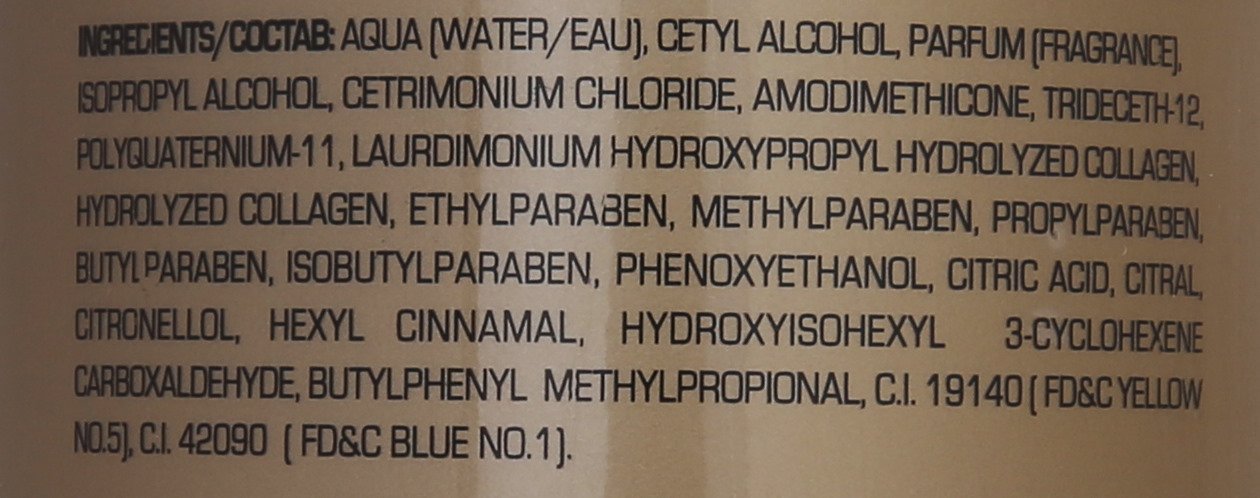 INGREDIENTS/СОСТАВ: AQUA (WATER/EAU), CETYL ALCOHOL, PARFUM (FRAGRANCE),
ISOPROPYL ALCOHOL, CETRIMONIUM CHLORIDE, AMODIMETHICONE, TRIDECETH-12,
POLYQUATERNIUM-11, LAURDIMONIUM HYDROXYPROPYL HYDROLYZED COLLAGEN,
HYDROLYZED COLLAGEN, ETHYLPARABEN, METHYLPARABEN, PROPYLPARABEN,
BUTYLPARABEN, ISOBUTYLPARABEN, PHENOXYETHANOL, CITRIC ACID, CITRAL,
CITRONELLOL, HEXYL CINNAMAL, HYDROXYISOHEXYL 3-CYCLOHEXENE
CARBOXALDEHYDE, BUTYLPHENYL METHYLPROPIONAL, C.I. 19140 ( FD&C YELLOW
NO.5), C.I. 42090 ( FD&C BLUE NO.1).